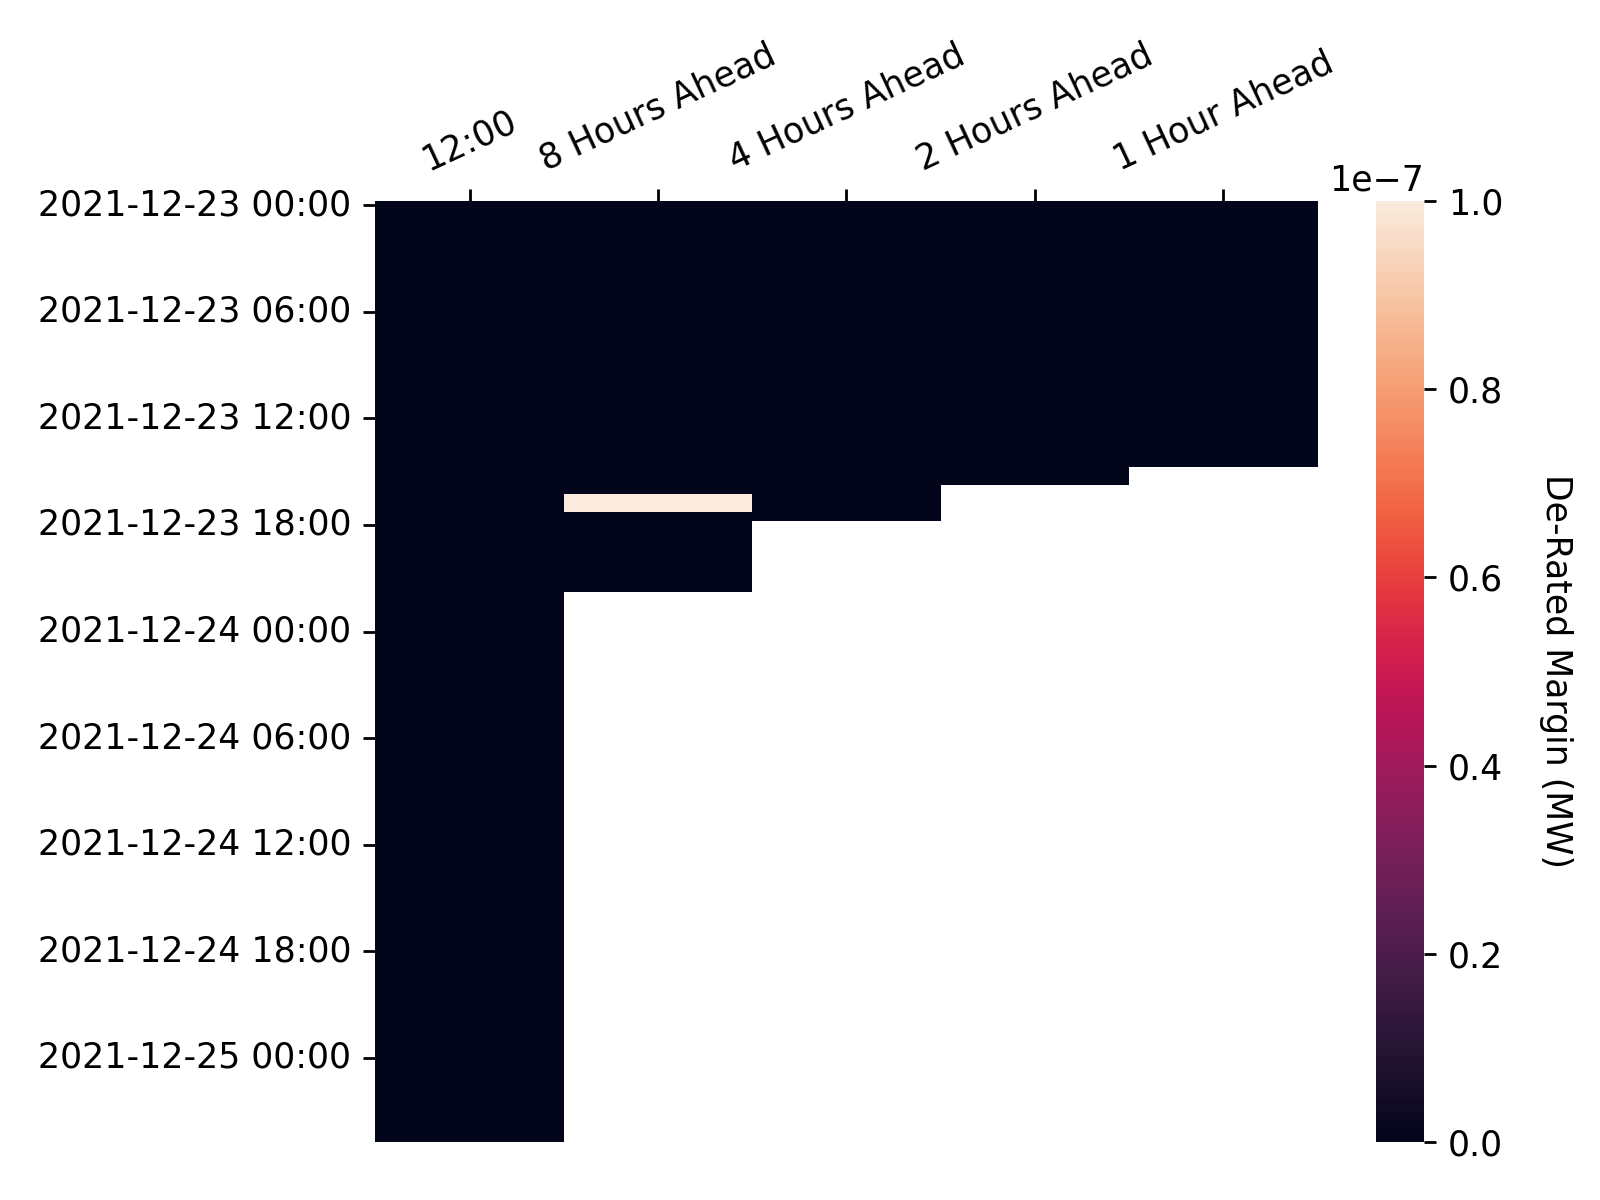 12:00
8 Hours Ahead
4 Hours Ahead
2 Hours Ahead
1 Hour Ahead
2021-12-23 00:00
2021-12-23 06:00
2021-12-23 12:00
2021-12-23 18:00
2021-12-24 00:00
2021-12-24 06:00
2021-12-24 12:00
2021-12-24 18:00
2021-12-25 00:00
1e−7
1.0
0.8
0.6
0.4
0.2
0.0
De-Rated Margin (MW)